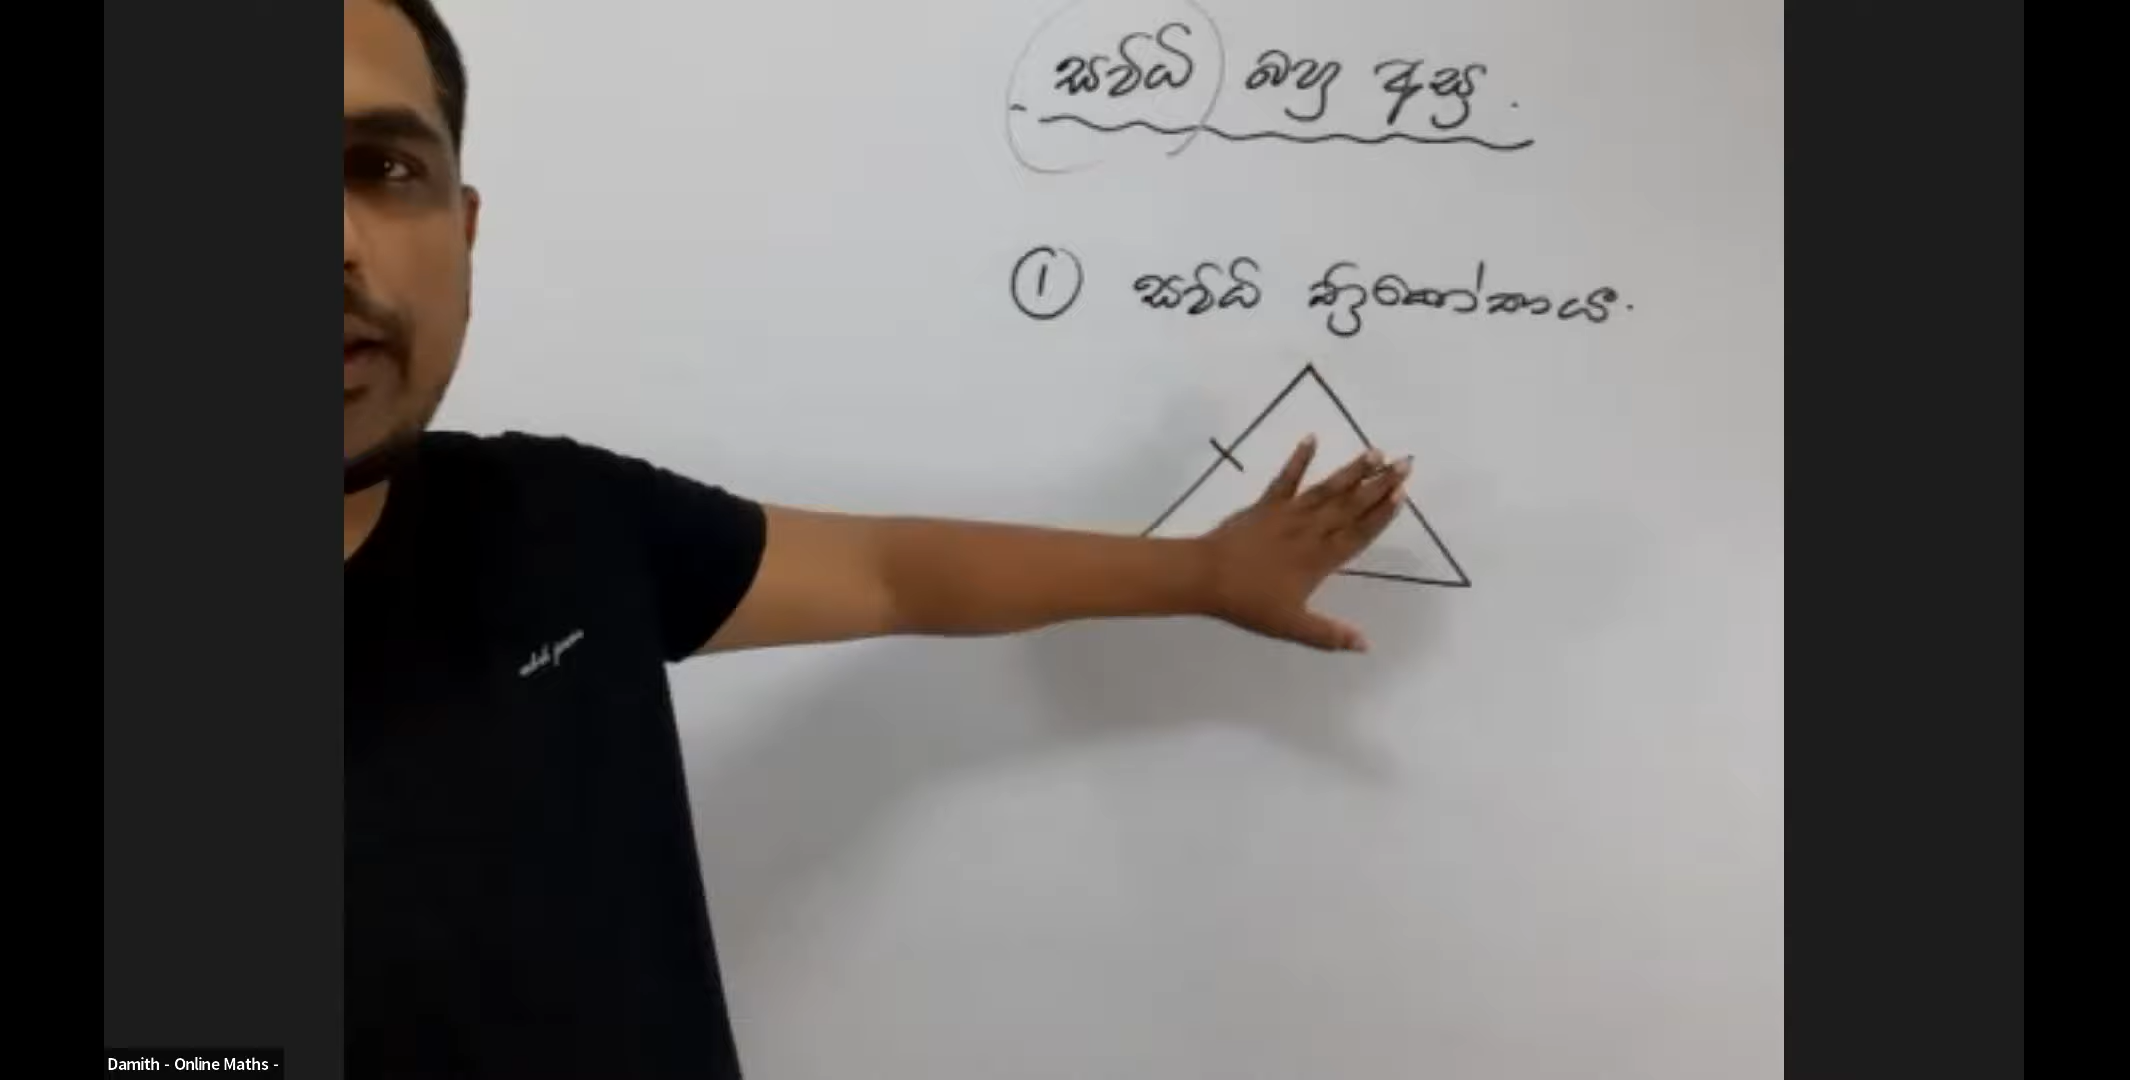 සවිධි බහු අස්‍ර.
① සවිධි ත්‍රිකෝණය.
Damith - Online Maths -